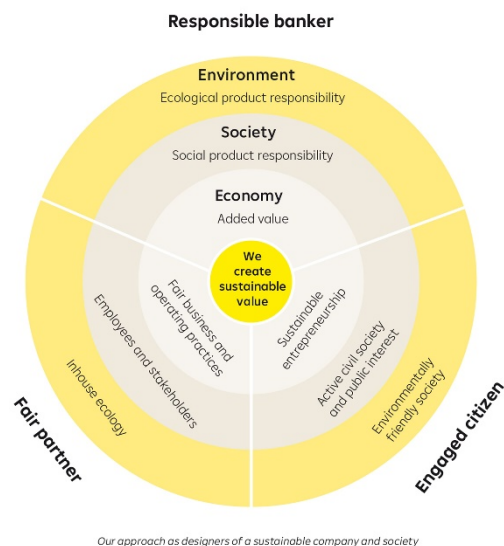 Responsible banker
Environment
Ecological product responsibility
Society
Social product responsibility
Economy
Added value
We
create
sustainable
value
Fair business and
operating practices
Employees and stakeholders
Inhouse ecology
Fair partner
Sustainable
entrepreneurship
Active civil society
and public interest
Environmentally
friendly society
Engaged citizen
Our approach as designers of a sustainable company and society